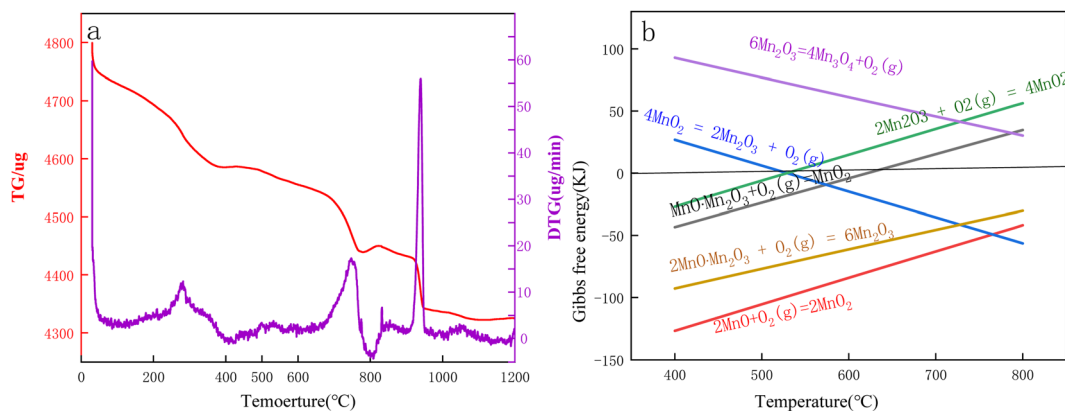 a
4800
4700
4600
4500
4400
4300
TG/ug
60
50
40
30
20
10
0
DTG(ug/min)
0
200
400
500
600
800
1000
1200
Temoerture(℃)
b
100
50
0
-50
-100
-150
Gibbs free energy(KJ)
6Mn₂O₃=4Mn₃O₄+O₂(g)
2Mn2O3 + O2(g) = 4MnO2
4MnO₂ = 2Mn₂O₃ + O₂(g)
MnO·Mn₂O₃+O₂(g)=MnO₂
2MnO·Mn₂O₃ + O₂(g) = 6Mn₂O₃
2MnO+O₂(g)=2MnO₂
400
500
600
700
800
Temperature(℃)